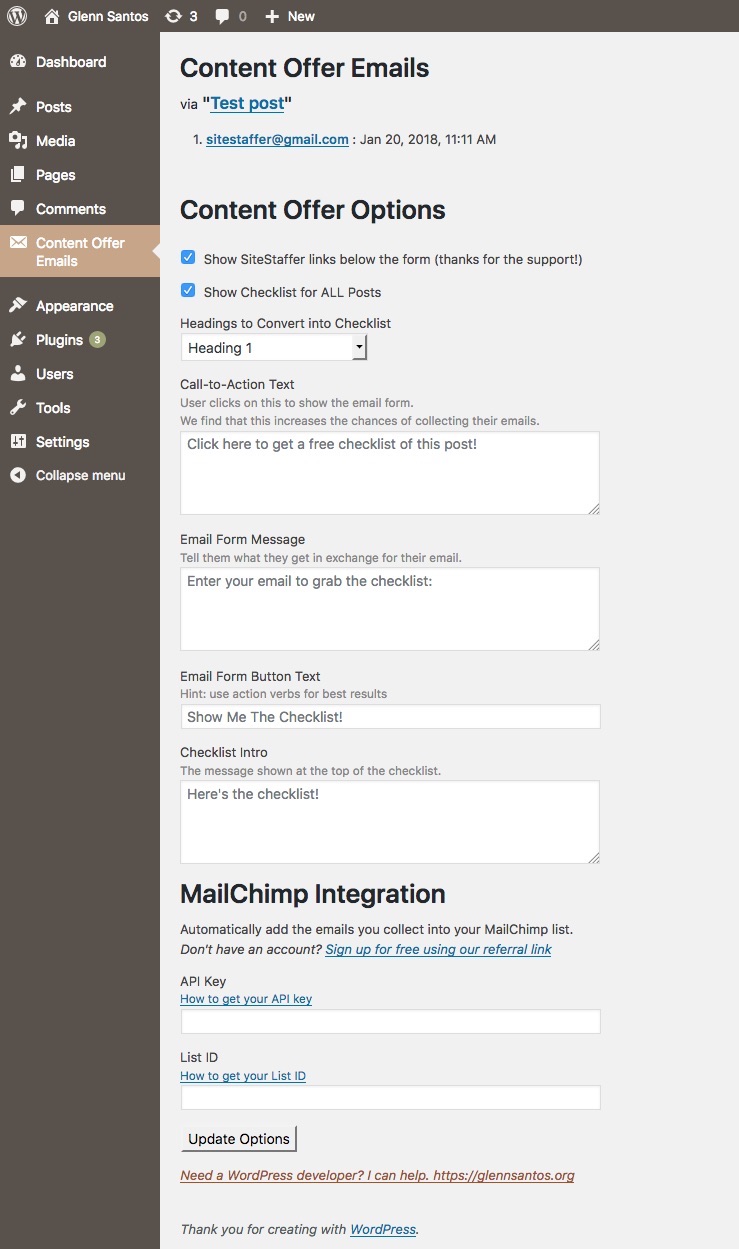 Glenn Santos 3 0 New
Dashboard
Posts
Media
Pages
Comments
Content Offer
Emails
Appearance
Plugins 3
Users
Tools
Settings
Collapse menu
Content Offer Emails
via "Test post"
1. sitestaffer@gmail.com : Jan 20, 2018, 11:11 AM
Content Offer Options
Show SiteStaffer links below the form (thanks for the support!)
Show Checklist for ALL Posts
Headings to Convert into Checklist
Heading 1
Call-to-Action Text
User clicks on this to show the email form.
We find that this increases the chances of collecting their emails.
Click here to get a free checklist of this post!
Email Form Message
Tell them what they get in exchange for their email.
Enter your email to grab the checklist:
Email Form Button Text
Hint: use action verbs for best results
Show Me The Checklist!
Checklist Intro
The message shown at the top of the checklist.
Here's the checklist!
MailChimp Integration
Automatically add the emails you collect into your MailChimp list.
Don't have an account? Sign up for free using our referral link
API Key
How to get your API key
List ID
How to get your List ID
Update Options
Need a WordPress developer? I can help. https://glennsantos.org
Thank you for creating with WordPress.